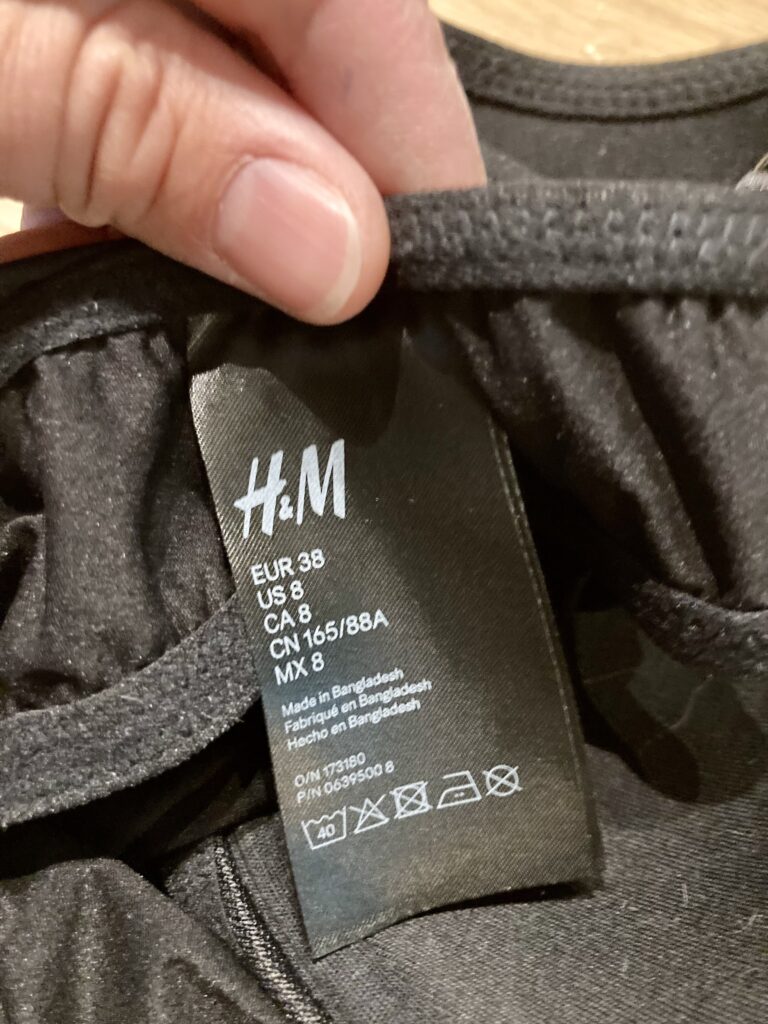 H&M
EUR 38
US 8
CA 8
CN 165/88A
MX 8
Made in Bangladesh
Fabriqué en Bangladesh
Hecho en Bangladesh
O/N 173180
P/N 0639500 8
40